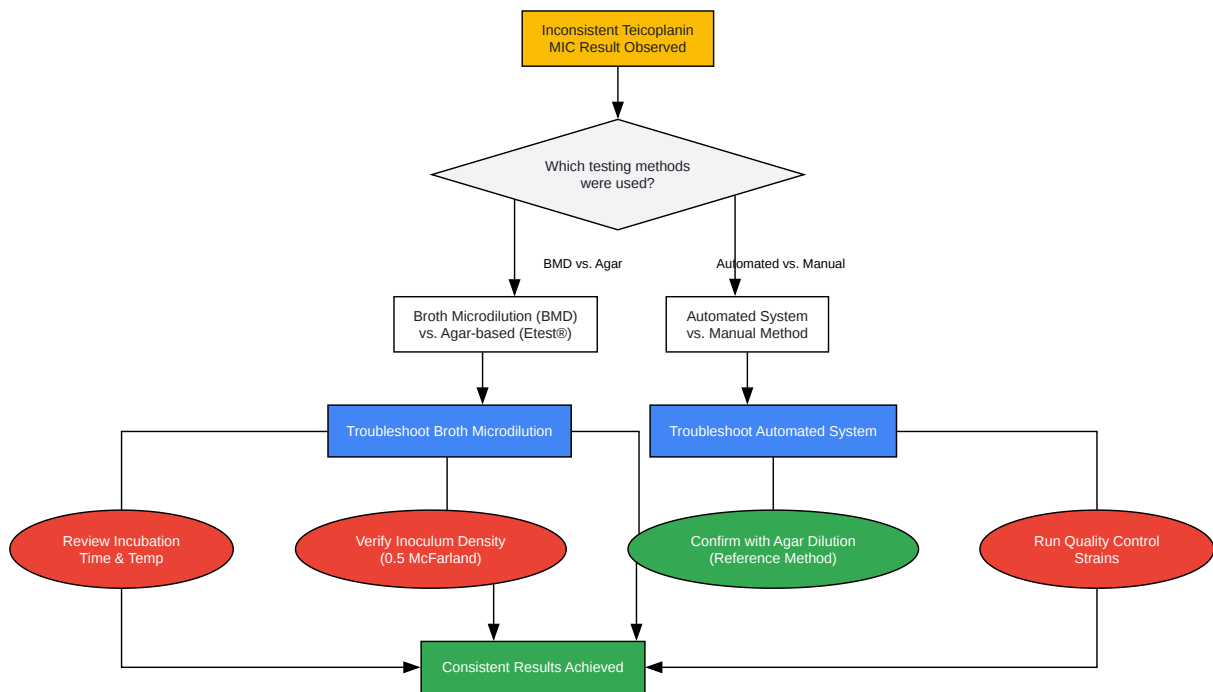 Inconsistent Teicoplanin
MIC Result Observed
Which testing methods
were used?
BMD vs. Agar
Automated vs. Manual
Broth Microdilution (BMD)
vs. Agar-based (Etest®)
Automated System
vs. Manual Method
Troubleshoot Broth Microdilution
Troubleshoot Automated System
Review Incubation
Time & Temp
Verify Inoculum Density
(0.5 McFarland)
Confirm with Agar Dilution
(Reference Method)
Run Quality Control
Strains
Consistent Results Achieved